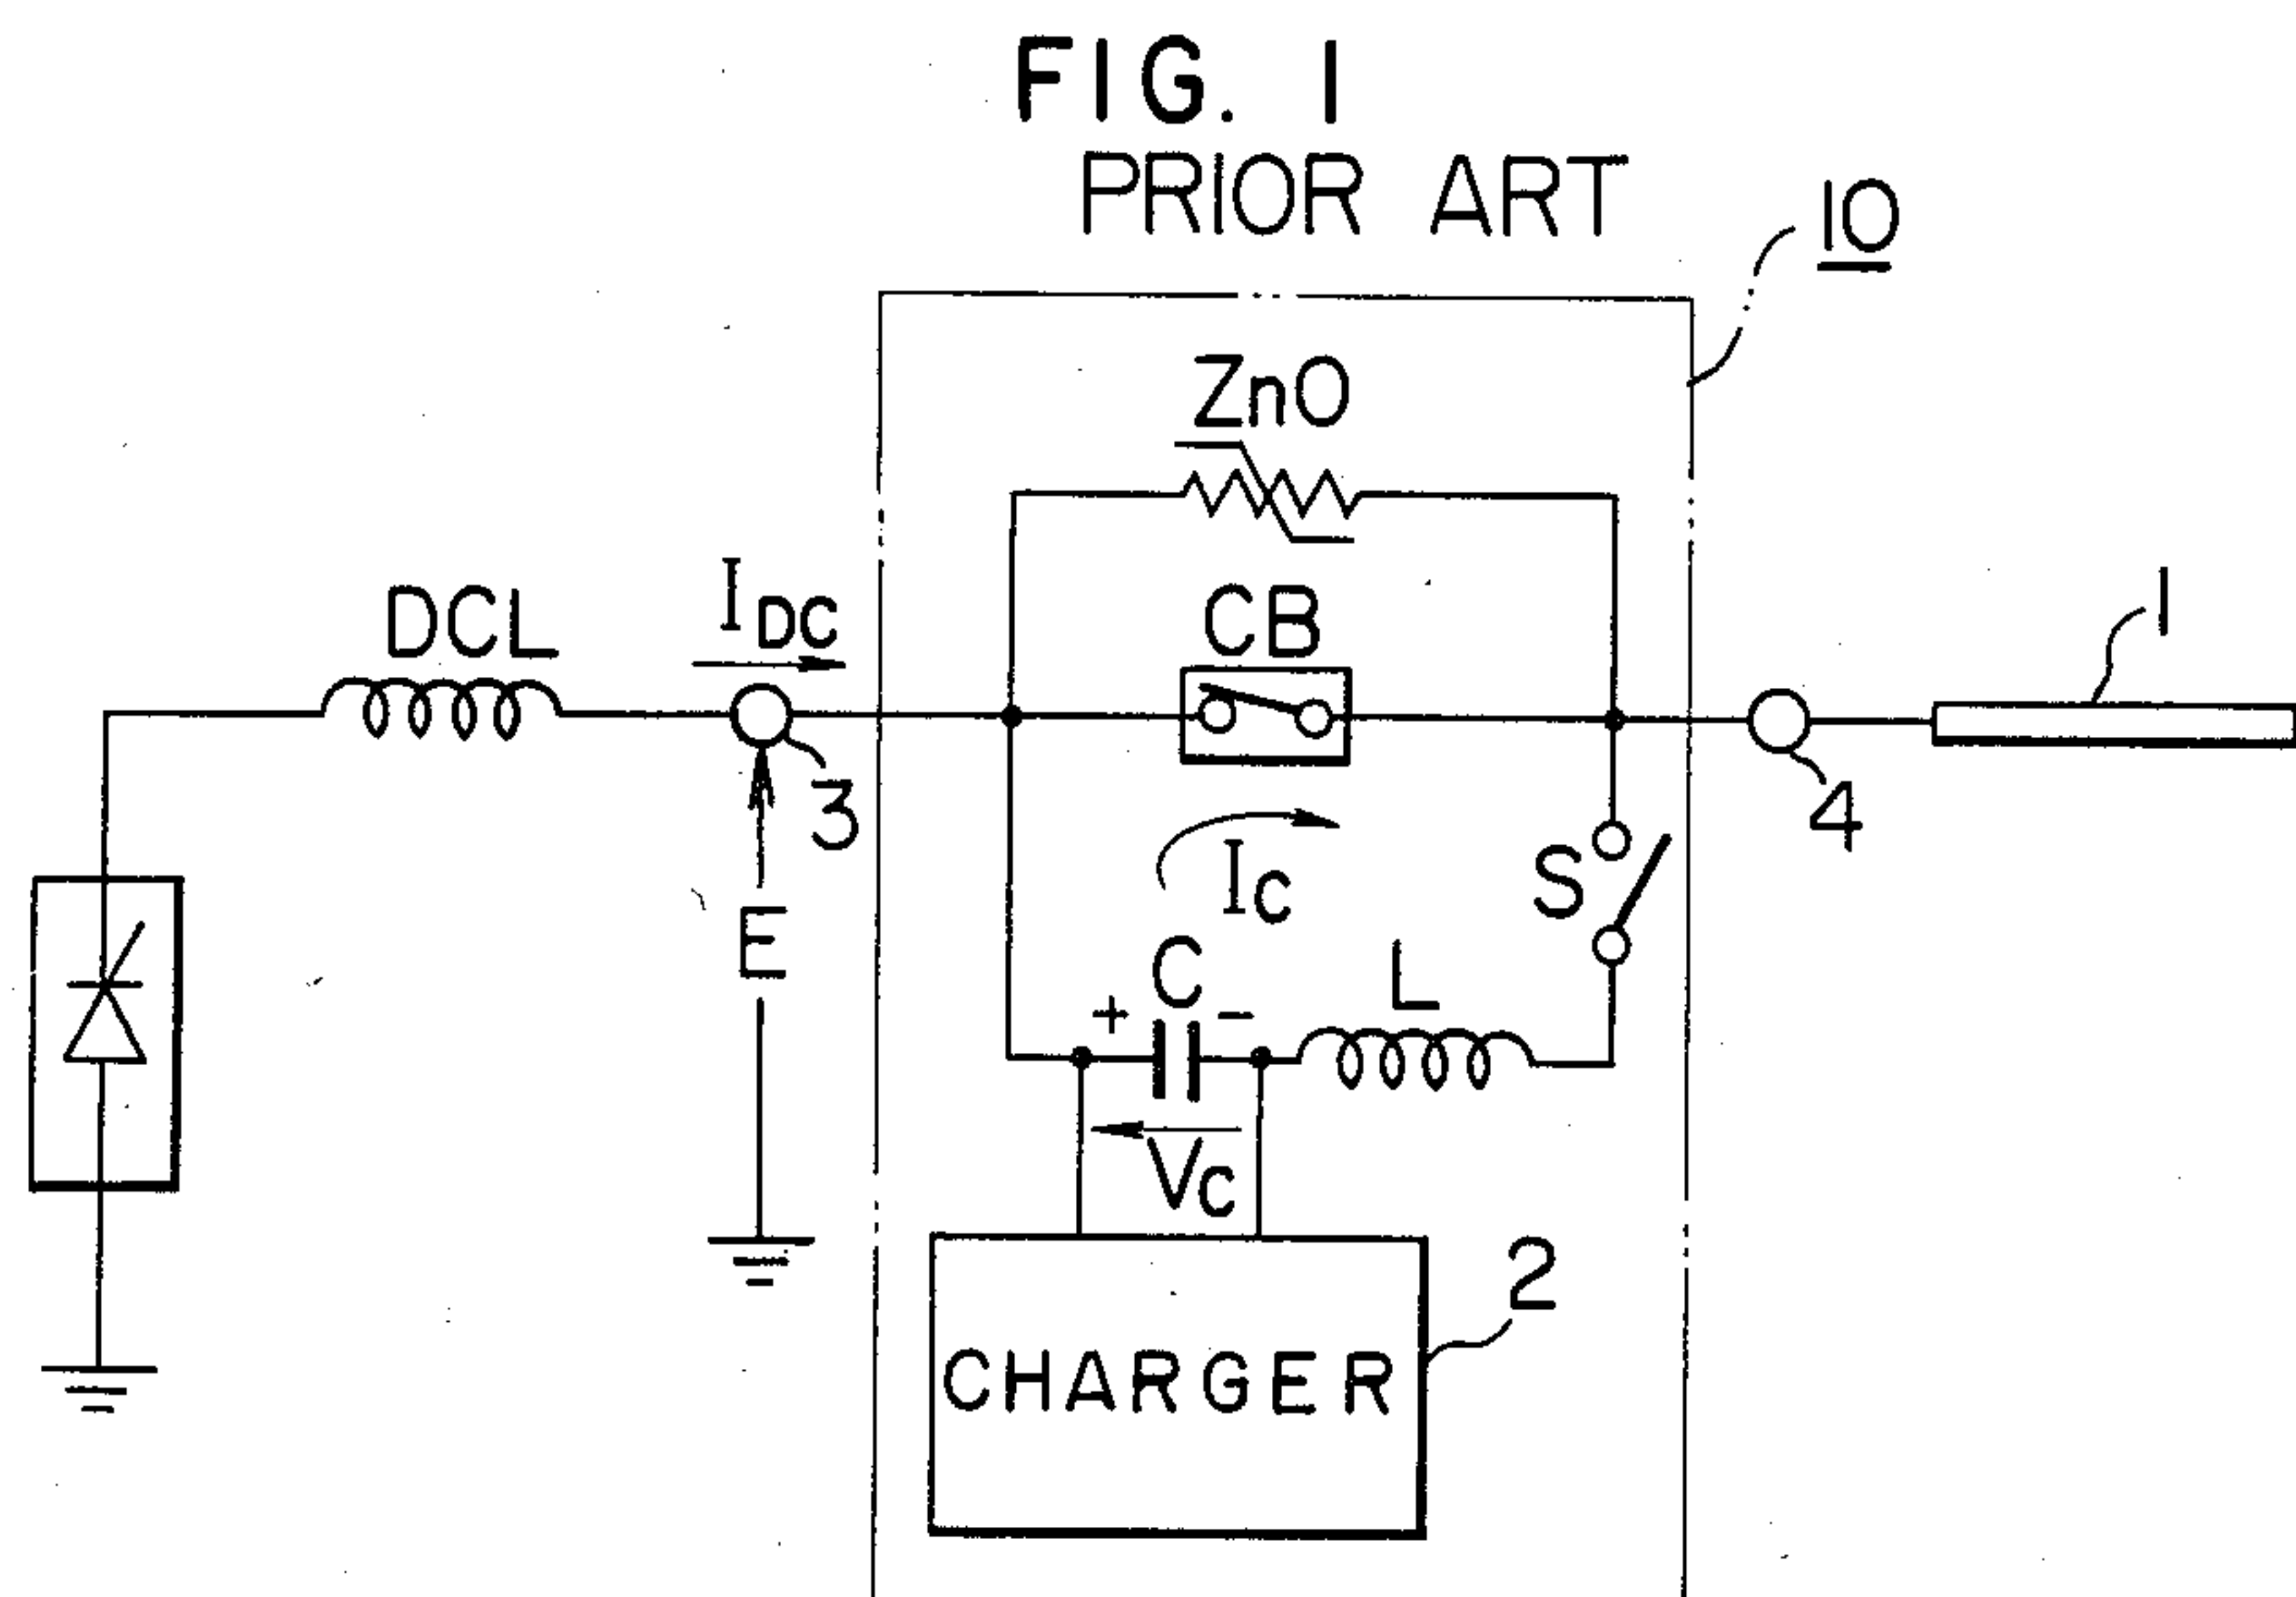 FIG. 1
PRIOR ART
10
ZnO
DCL
IDC
CB
1
3
4
E
IC
S
C
L
+
-
VC
2
CHARGER